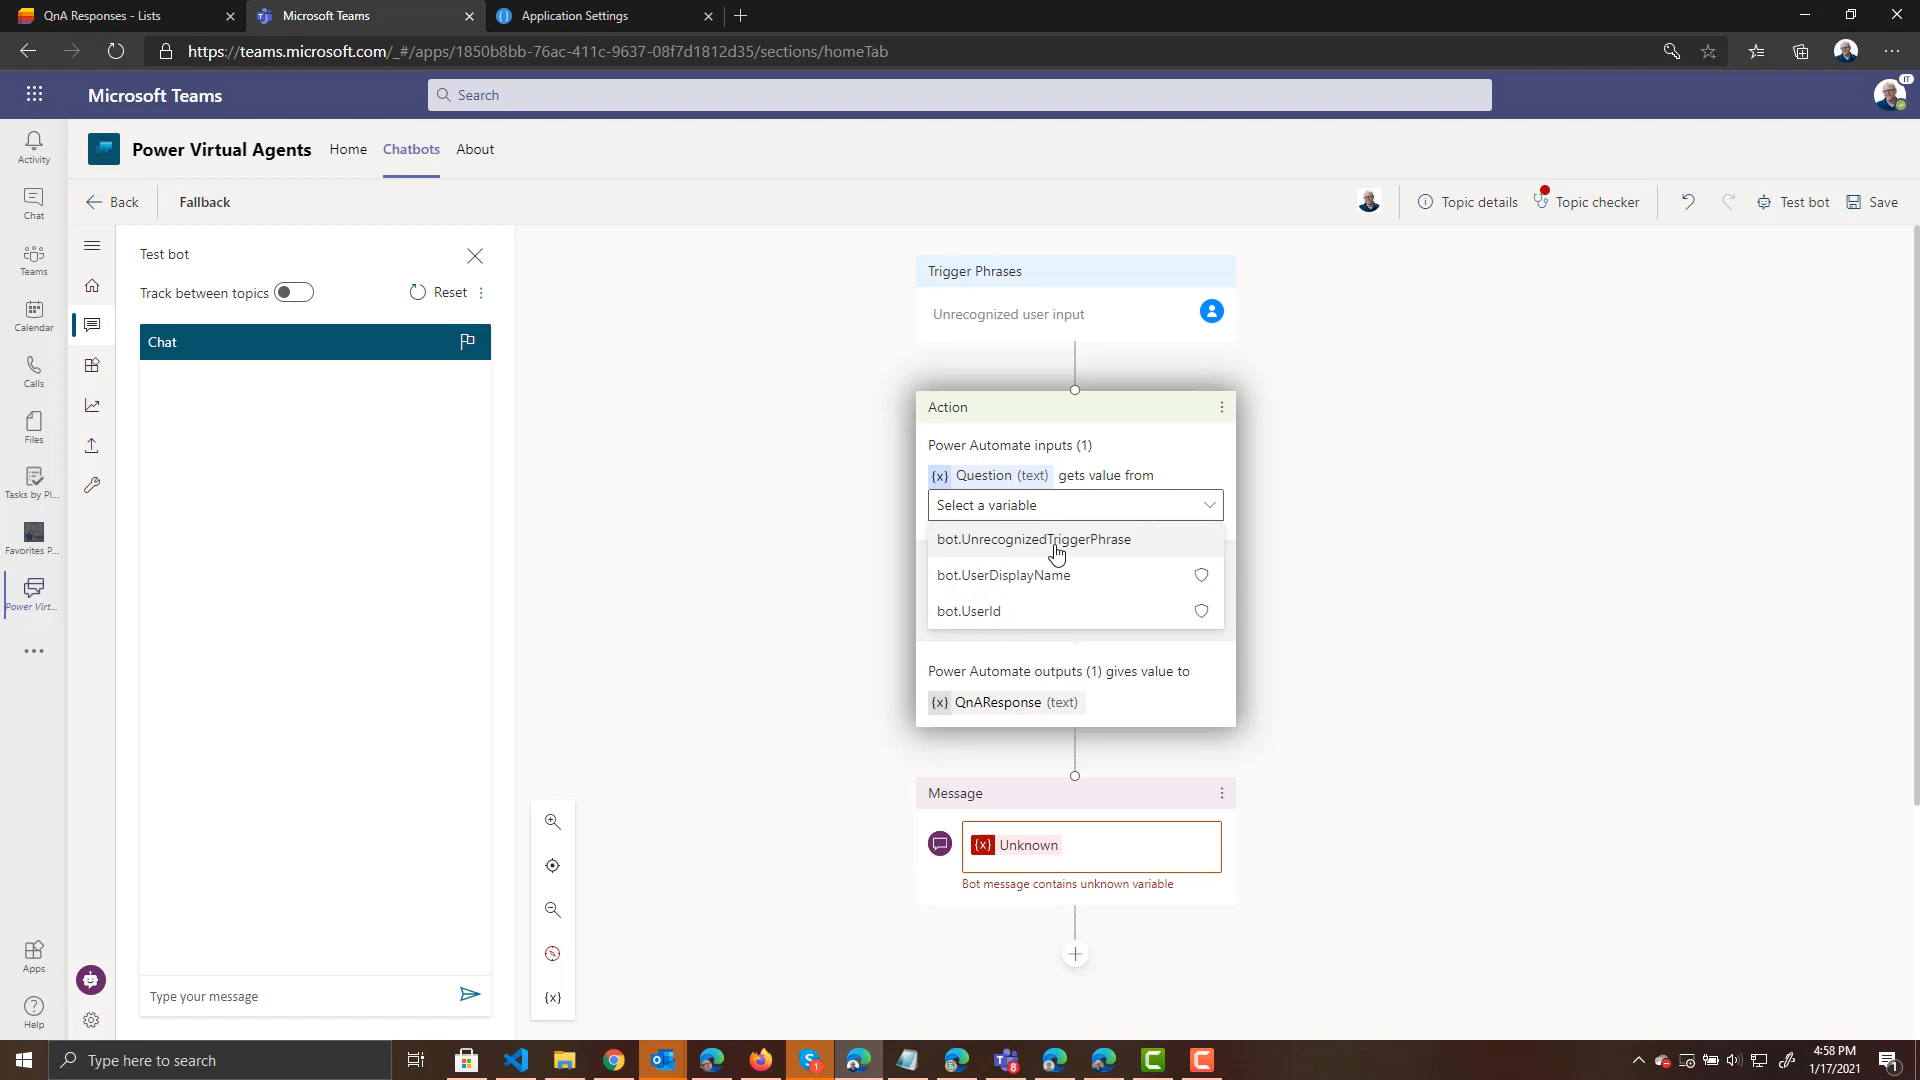 QnA Responses - Lists
Microsoft Teams
Application Settings
https://teams.microsoft.com/_#/apps/1850b8bb-76ac-411c-9637-08f7d1812d35/sections/homeTab
Microsoft Teams
Search
IT
Activity
Chat
Teams
Calendar
Calls
Files
Tasks by Pl...
Favorites P...
Power Virt...
Apps
Help
Power Virtual Agents
Home
Chatbots
About
Back
Fallback
Topic details
Topic checker
Test bot
Save
Test bot
Track between topics
Reset
Chat
Type your message
{x}
Trigger Phrases
Unrecognized user input
Action
Power Automate inputs (1)
{x} Question (text) gets value from
Select a variable
bot.UnrecognizedTriggerPhrase
bot.UserDisplayName
bot.UserId
Power Automate outputs (1) gives value to
{x} QnAResponse (text)
Message
{x} Unknown
Bot message contains unknown variable
Type here to search
1
8
4:58 PM
1/17/2021
1